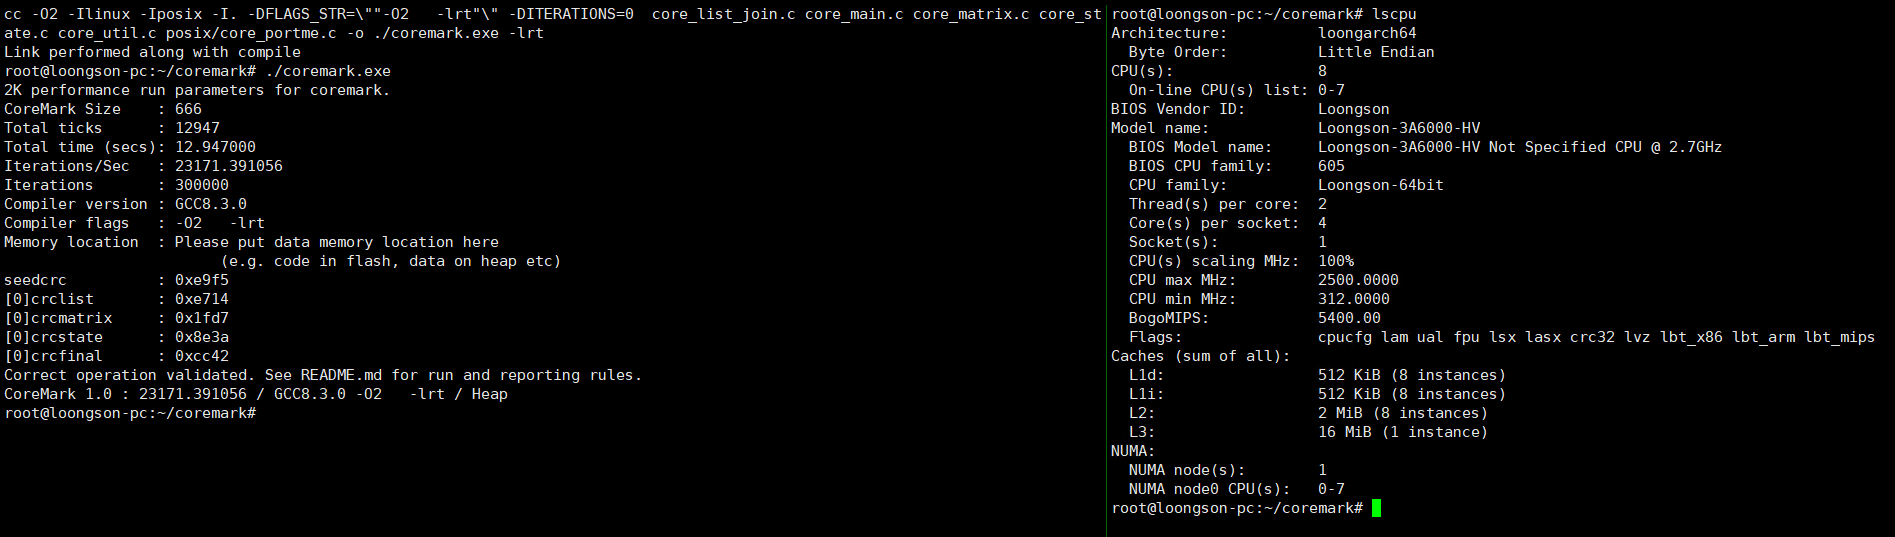 cc -O2 -Ilinux -Iposix -I. -DFLAGS_STR=\""-O2   -lrt"\" -DITERATIONS=0  core_list_join.c core_main.c core_matrix.c core_st
ate.c core_util.c posix/core_portme.c -o ./coremark.exe -lrt
Link performed along with compile
root@loongson-pc:~/coremark# ./coremark.exe
2K performance run parameters for coremark.
CoreMark Size    : 666
Total ticks      : 12947
Total time (secs): 12.947000
Iterations/Sec   : 23171.391056
Iterations       : 300000
Compiler version : GCC8.3.0
Compiler flags   : -O2   -lrt
Memory location  : Please put data memory location here
                        (e.g. code in flash, data on heap etc)
seedcrc          : 0xe9f5
[0]crclist       : 0xe714
[0]crcmatrix     : 0x1fd7
[0]crcstate      : 0x8e3a
[0]crcfinal      : 0xcc42
Correct operation validated. See README.md for run and reporting rules.
CoreMark 1.0 : 23171.391056 / GCC8.3.0 -O2   -lrt / Heap
root@loongson-pc:~/coremark#
root@loongson-pc:~/coremark# lscpu
Architecture:          loongarch64
  Byte Order:          Little Endian
CPU(s):                8
  On-line CPU(s) list: 0-7
BIOS Vendor ID:        Loongson
Model name:            Loongson-3A6000-HV
  BIOS Model name:     Loongson-3A6000-HV Not Specified CPU @ 2.7GHz
  BIOS CPU family:     605
  CPU family:          Loongson-64bit
  Thread(s) per core:  2
  Core(s) per socket:  4
  Socket(s):           1
  CPU(s) scaling MHz:  100%
  CPU max MHz:         2500.0000
  CPU min MHz:         312.0000
  BogoMIPS:            5400.00
  Flags:               cpucfg lam ual fpu lsx lasx crc32 lvz lbt_x86 lbt_arm lbt_mips
Caches (sum of all):
  L1d:                 512 KiB (8 instances)
  L1i:                 512 KiB (8 instances)
  L2:                  2 MiB (8 instances)
  L3:                  16 MiB (1 instance)
NUMA:
  NUMA node(s):        1
  NUMA node0 CPU(s):   0-7
root@loongson-pc:~/coremark#